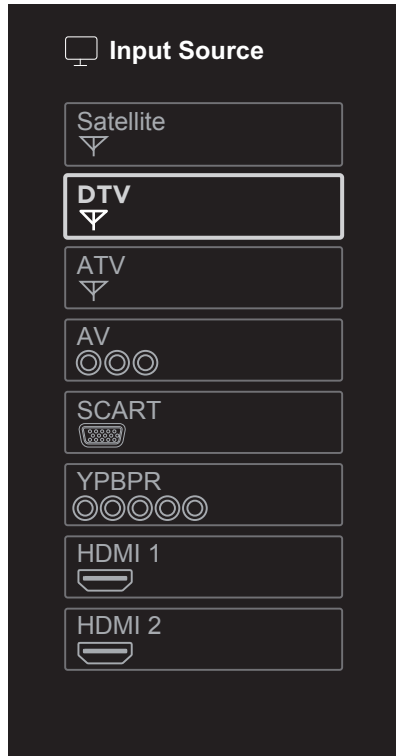 Input Source
Satellite
DTV
ATV
AV
SCART
YPBPR
HDMI 1
HDMI 2